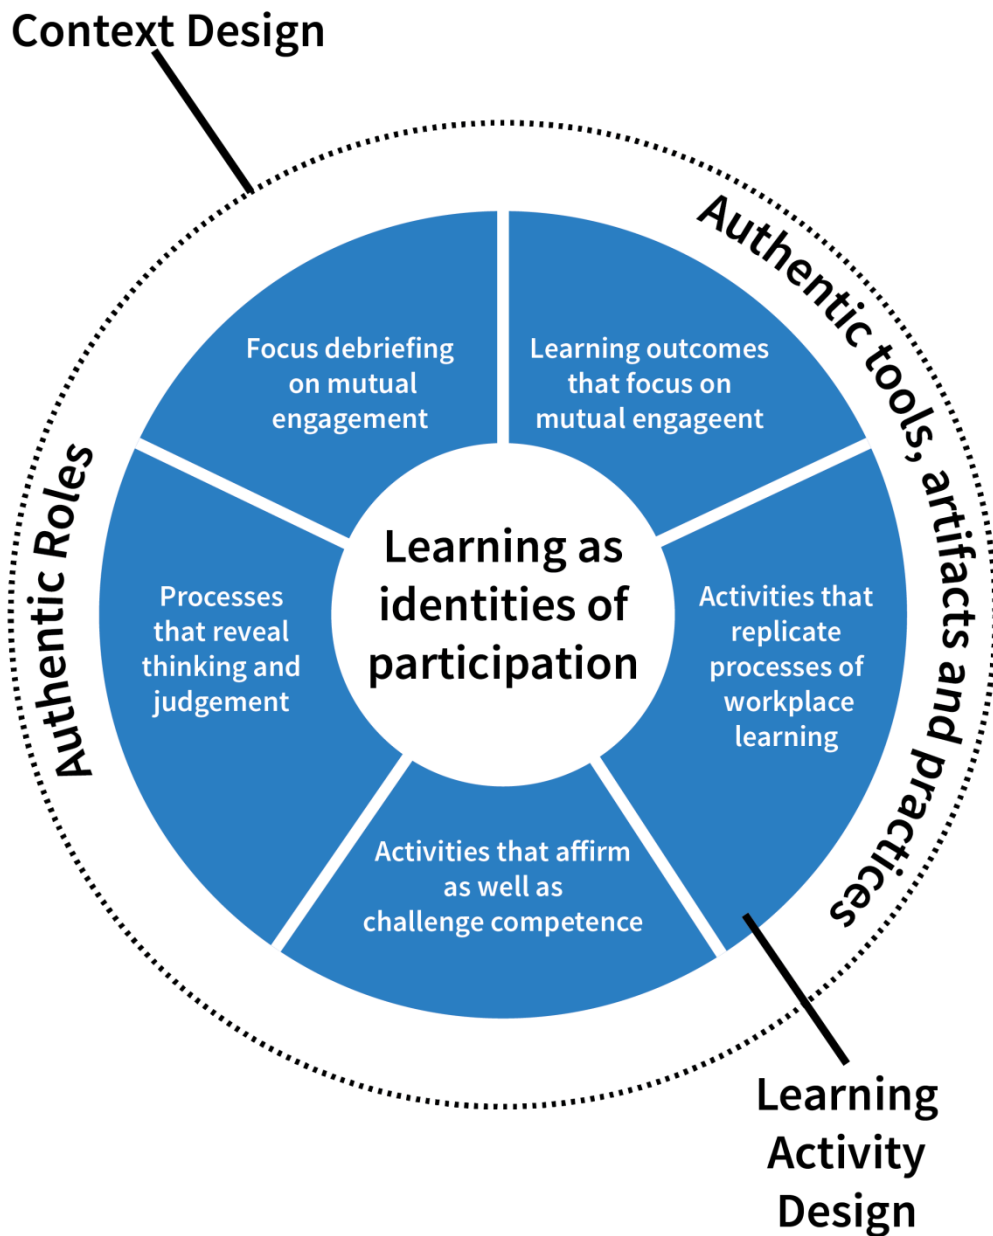 Context Design
Authentic tools, artifacts and practices
Authentic Roles
Focus debriefing
on mutual
engagement
Learning outcomes
that focus on
mutual engageent
Learning as
identities of
participation
Processes
that reveal
thinking and
judgement
Activities that
replicate
processes of
workplace
learning
Activities that affirm
as well as
challenge competence
Learning
Activity
Design